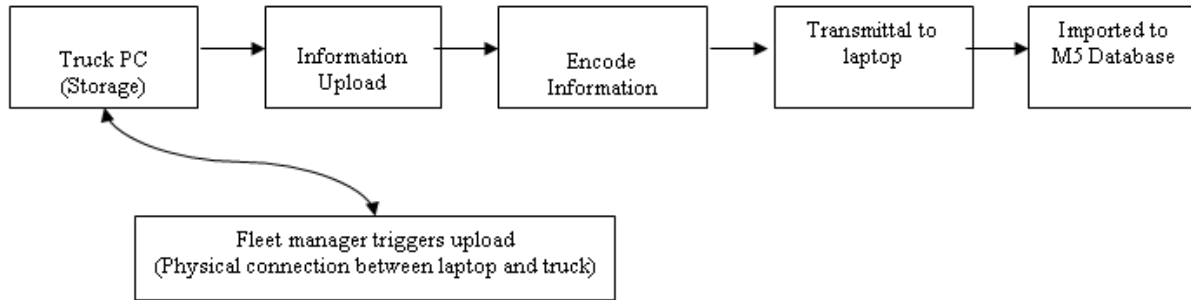 Truck PC
(Storage)
Information
Upload
Encode
Information
Transmittal to
laptop
Imported to
M5 Database
Fleet manager triggers upload
(Physical connection between laptop and truck)